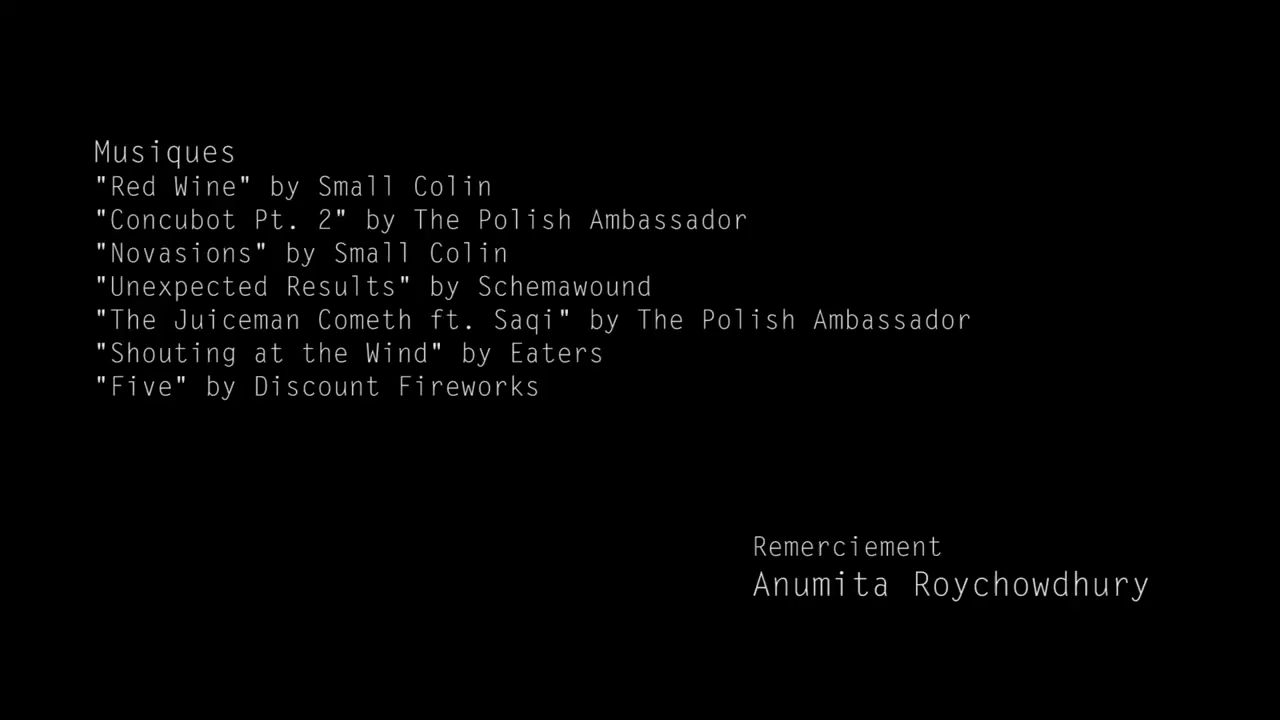 Musiques
"Red Wine" by Small Colin
"Concubot Pt. 2" by The Polish Ambassador
"Novasions" by Small Colin
"Unexpected Results" by Schemawound
"The Juiceman Cometh ft. Saqi" by The Polish Ambassador
"Shouting at the Wind" by Eaters
"Five" by Discount Fireworks
Remerciement
Anumita Roychowdhury